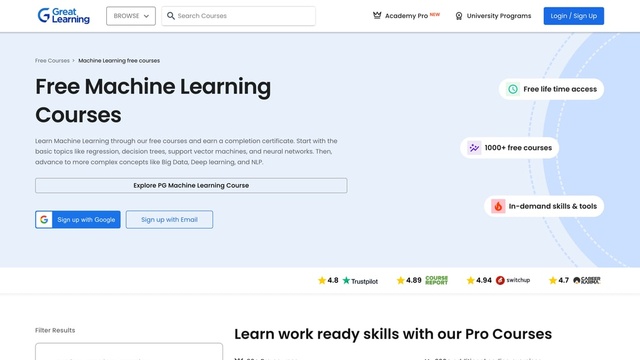 Great
Learning
BROWSE
Search Courses
Academy Pro NEW
University Programs
Login / Sign Up
Free Courses > Machine Learning free courses
Free Machine Learning
Courses
Learn Machine Learning through our free courses and earn a completion certificate. Start with the
basic topics like regression, decision trees, support vector machines, and neural networks. Then,
advance to more complex concepts like Big Data, Deep learning, and NLP.
Explore PG Machine Learning Course
Sign up with Google
Sign up with Email
Free life time access
1000+ free courses
In-demand skills & tools
4.8 Trustpilot
4.89 COURSE REPORT
4.94 switchup
4.7 CAREER KARMA
Filter Results
Learn work ready skills with our Pro Courses